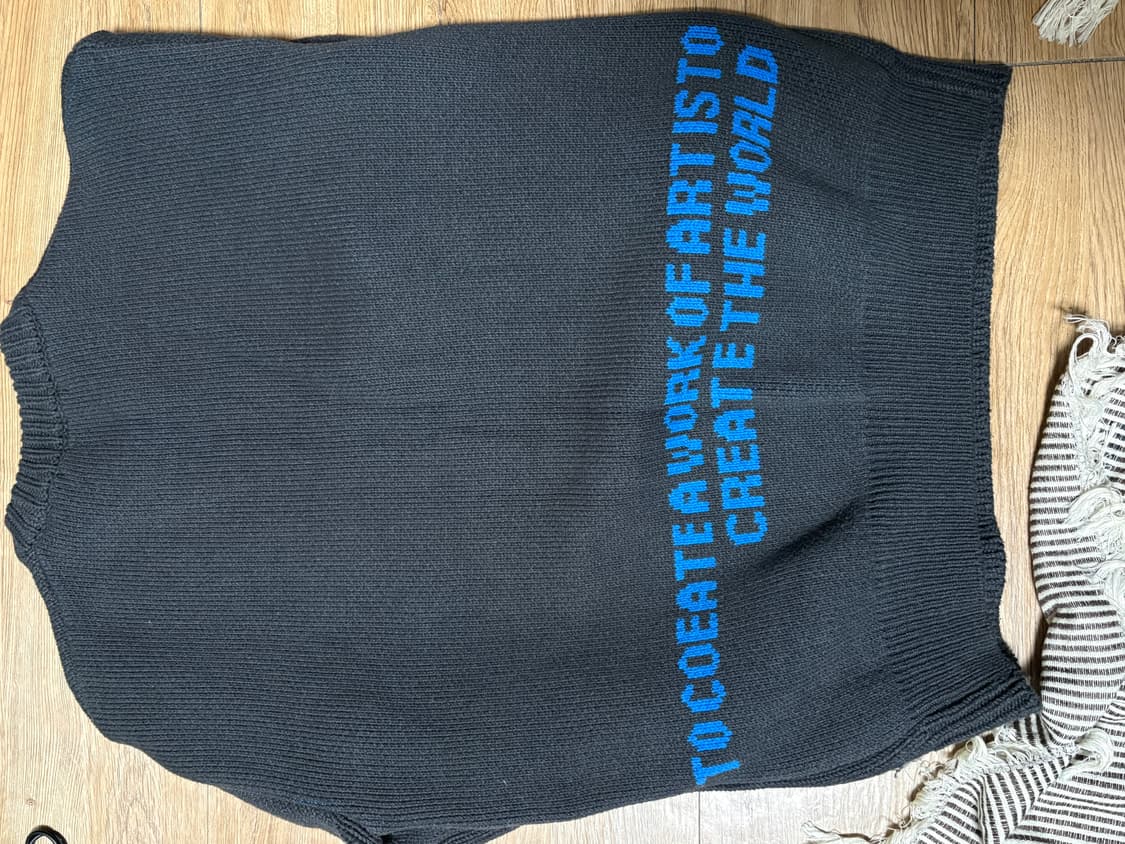 TO COEATE A WORK OF ART IS TO
CREATE THE WORLD